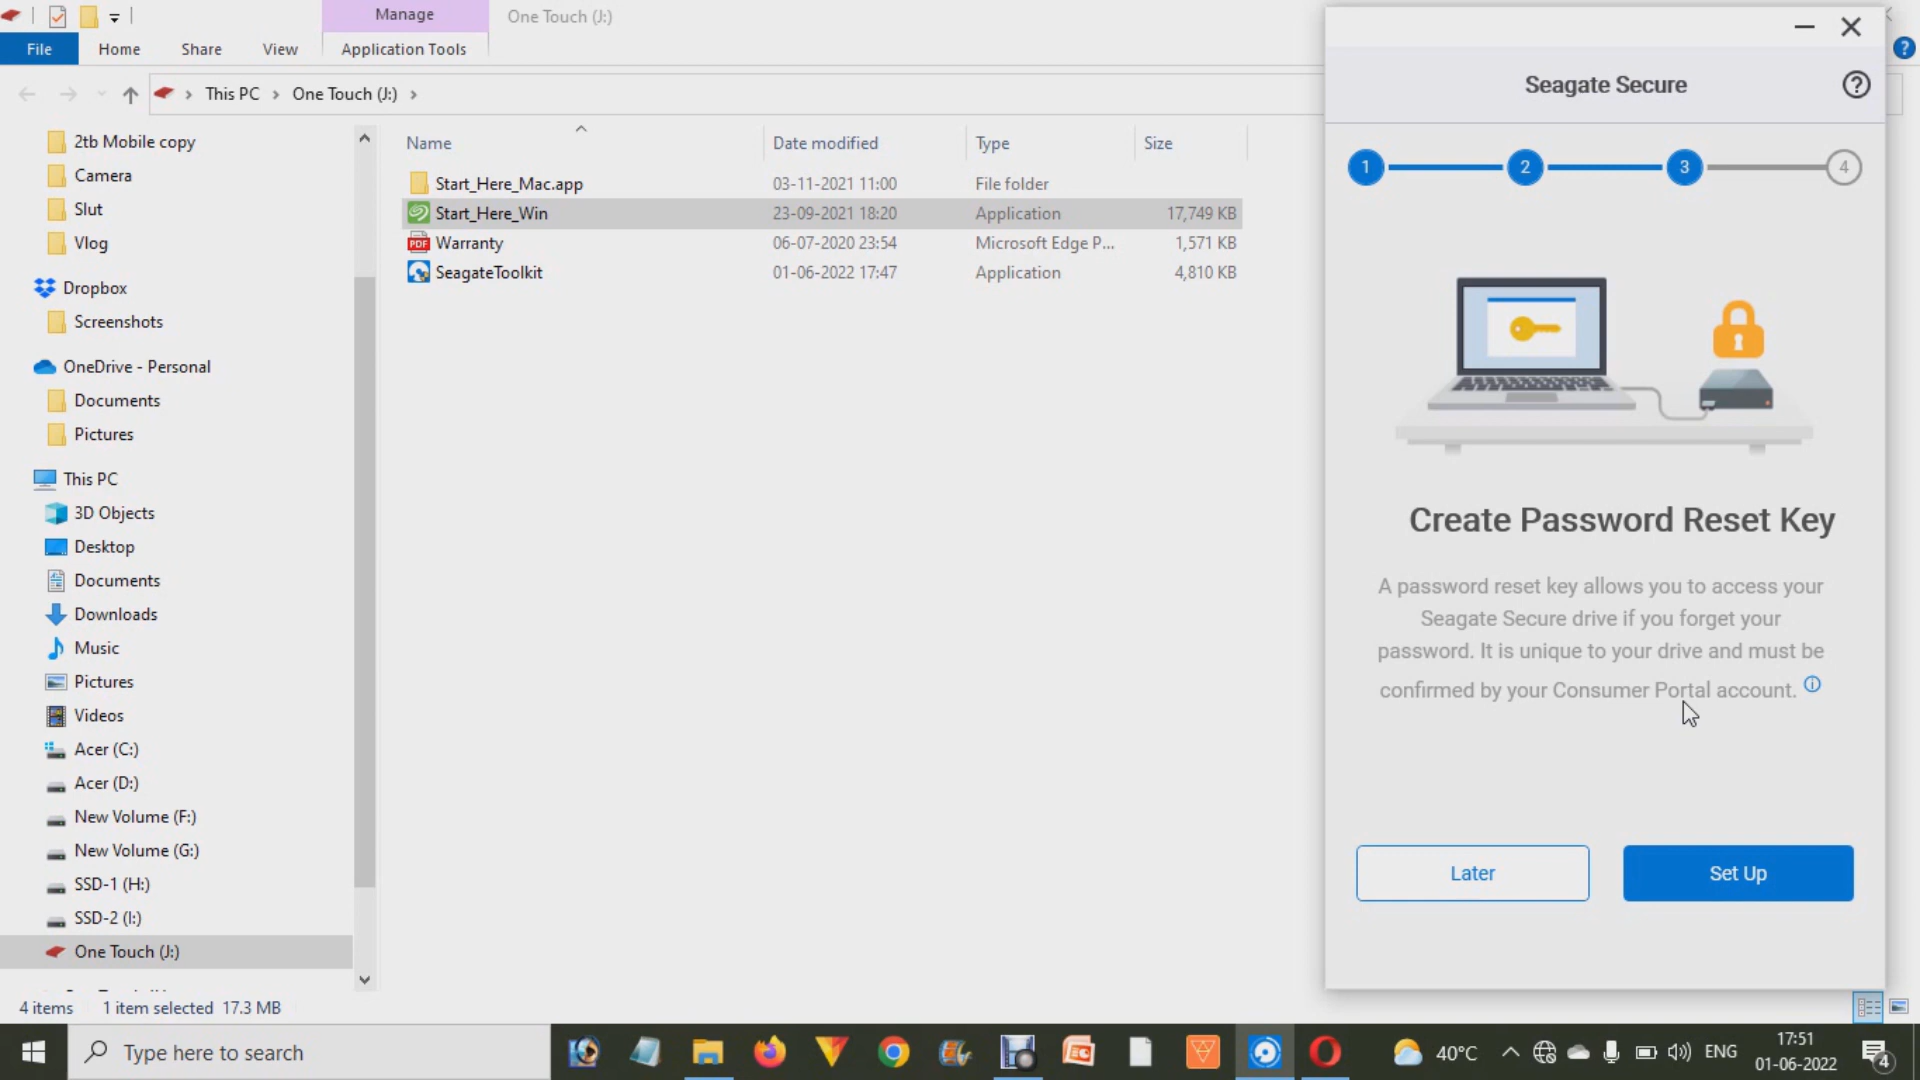 Manage
One Touch (J:)
File
Home
Share
View
Application Tools
This PC
One Touch (J:)
2tb Mobile copy
Camera
Slut
Vlog
Dropbox
Screenshots
OneDrive - Personal
Documents
Pictures
This PC
3D Objects
Desktop
Documents
Downloads
Music
Pictures
Videos
Acer (C:)
Acer (D:)
New Volume (F:)
New Volume (G:)
SSD-1 (H:)
SSD-2 (I:)
One Touch (J:)
Name Date modified Type Size
Start_Here_Mac.app 03-11-2021 11:00 File folder
Start_Here_Win 23-09-2021 18:20 Application 17,749 KB
PDF Warranty 06-07-2020 23:54 Microsoft Edge P... 1,571 KB
SeagateToolkit 01-06-2022 17:47 Application 4,810 KB
Seagate Secure
1 2 3 4
Create Password Reset Key
A password reset key allows you to access your
Seagate Secure drive if you forget your
password. It is unique to your drive and must be
confirmed by your Consumer Portal account.
Later
Set Up
4 items 1 item selected 17.3 MB
Type here to search
40°C
ENG
17:51
01-06-2022
4